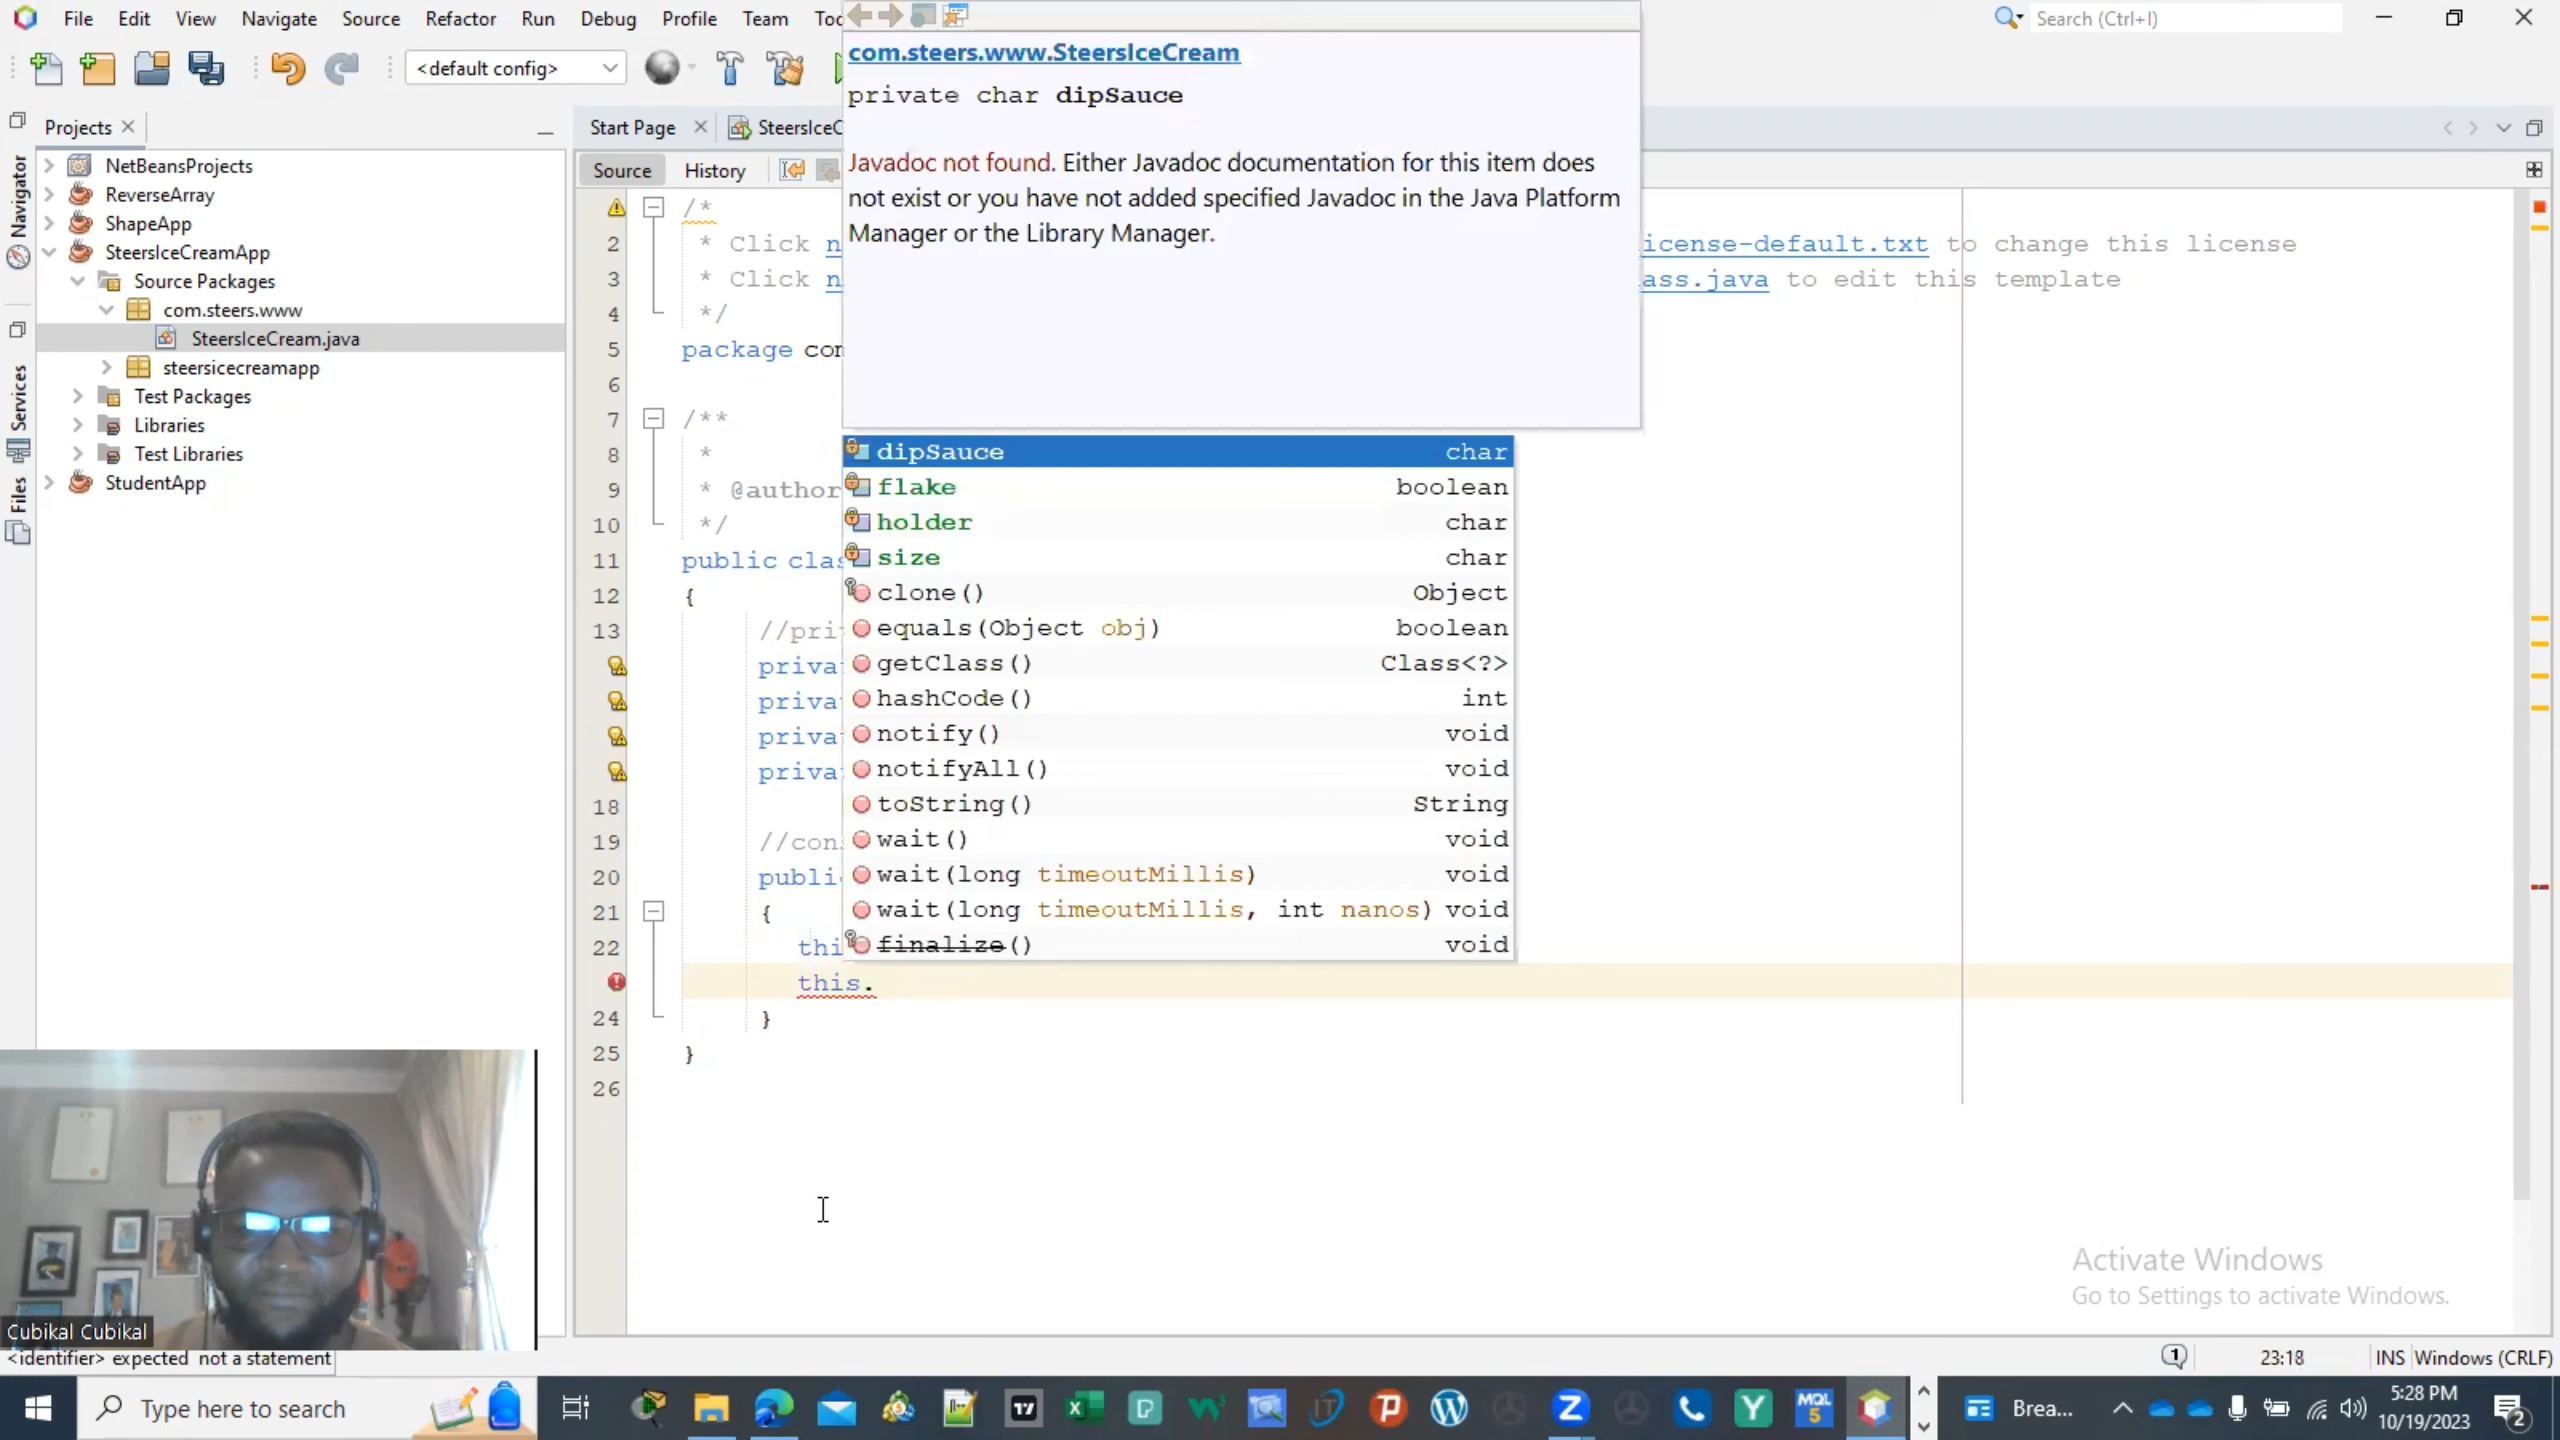 File Edit View Navigate Source Refactor Run Debug Profile Team
Search (Ctrl+I)
<default config>
com.steers.www.SteersIceCream
private char dipSauce
Javadoc not found. Either Javadoc documentation for this item does
not exist or you have not added specified Javadoc in the Java Platform
Manager or the Library Manager.
Projects
Start Page
Source History
Navigator
Services
Files
NetBeansProjects
ReverseArray
ShapeApp
SteersIceCreamApp
Source Packages
com.steers.www
SteersIceCream.java
steersicecreamapp
Test Packages
Libraries
Test Libraries
StudentApp
/*
2 * Click icense-default.txt to change this license
3 * Click ass.java to edit this template
4 */
5 package
6
7 /**
8 *
9 * @author
10 */
11 public
12 {
13
18
19
20
21 {
22
this.
24 }
25 }
26
dipSauce char
flake boolean
holder char
size char
clone() Object
equals(Object obj) boolean
getClass() Class<?>
hashCode() int
notify() void
notifyAll() void
toString() String
wait() void
wait(long timeoutMillis) void
wait(long timeoutMillis, int nanos) void
finalize() void
Activate Windows
Go to Settings to activate Windows.
Cubikal Cubikal
<identifier> expected not a statement
1
23:18
INS
Windows (CRLF)
Type here to search
MQL
5
Brea...
5:28 PM
10/19/2023
2